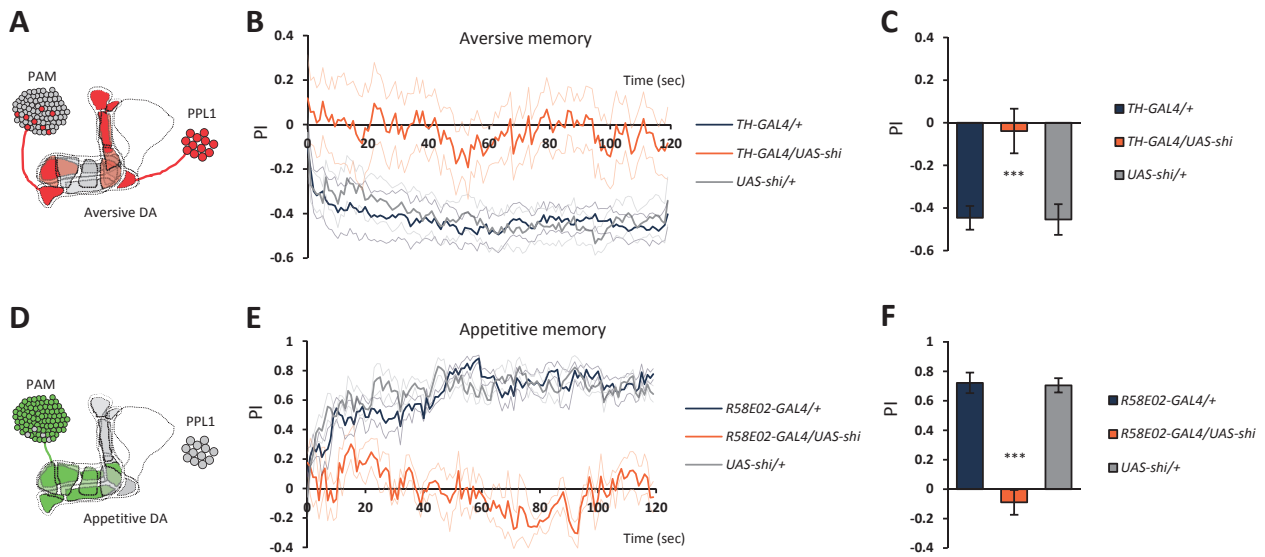 A
PAM
PPL1
Aversive DA
B
Aversive memory
0.4
0.2
0
-0.2
-0.4
-0.6
PI
Time (sec)
20
40
60
80
100
120
TH-GAL4/+
TH-GAL4/UAS-shi
UAS-shi/+
C
0.4
0.2
0
-0.2
-0.4
-0.6
PI
***
TH-GAL4/+
TH-GAL4/UAS-shi
UAS-shi/+
D
PAM
PPL1
Appetitive DA
E
Appetitive memory
1
0.8
0.6
0.4
0.2
0
-0.2
-0.4
PI
20
40
60
80
100
120
Time (sec)
R58E02-GAL4/+
R58E02-GAL4/UAS-shi
UAS-shi/+
F
1
0.8
0.6
0.4
0.2
0
-0.2
-0.4
PI
***
R58E02-GAL4/+
R58E02-GAL4/UAS-shi
UAS-shi/+